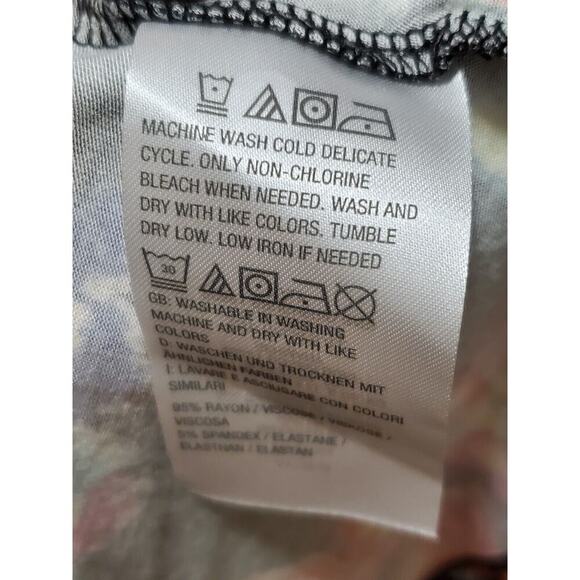 MACHINE WASH COLD DELICATE
CYCLE. ONLY NON-CHLORINE
BLEACH WHEN NEEDED. WASH AND
DRY WITH LIKE COLORS. TUMBLE
DRY LOW. LOW IRON IF NEEDED
30
GB: WASHABLE IN WASHING
MACHINE AND DRY WITH LIKE
COLORS
D: WASCHEN UND TROCKNEN MIT
ÄHNLICHEN FARBEN
I: LAVARE E ASCIUSARE CON COLORI
SIMILARI
95% RAYON / VISCOSE / VISKOSE /
VISCOSA
5% SPANDEX / ELASTANE /
ELASTHAN / ELASTAN